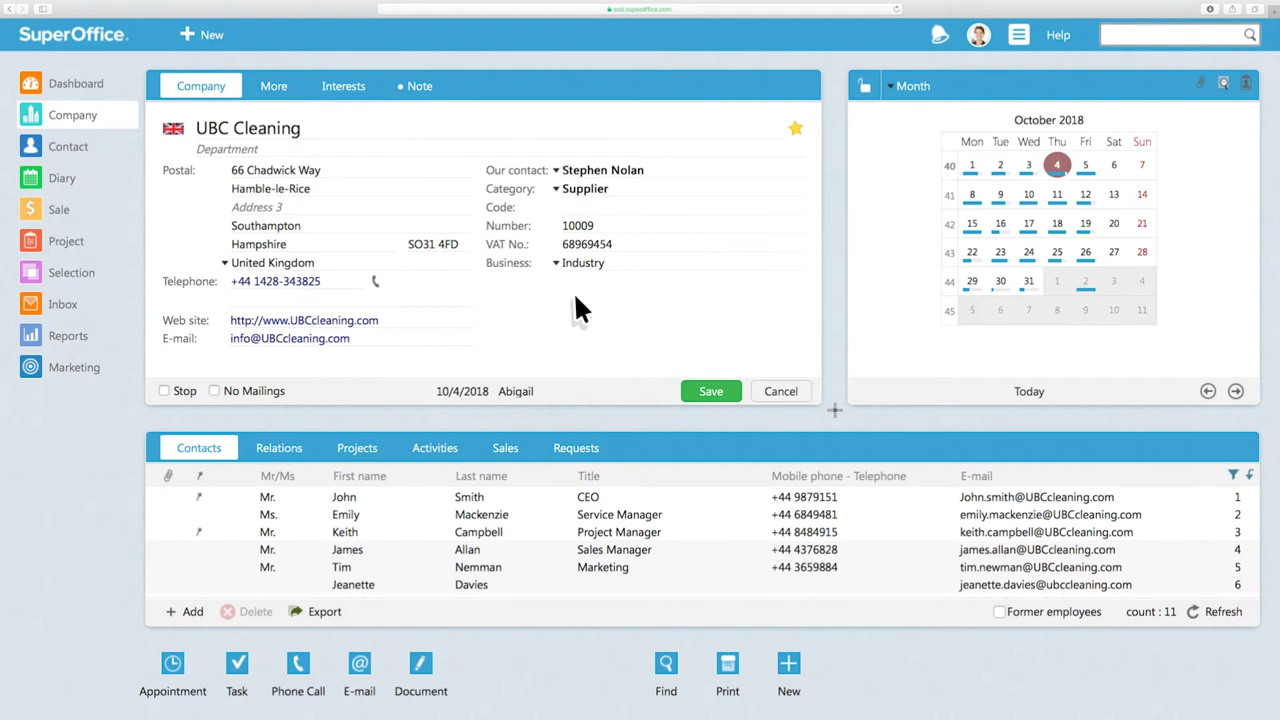 sod.superoffice.com
SuperOffice.
New
Help
Dashboard
Company
Contact
Diary
Sale
Project
Selection
Inbox
Reports
Marketing
Company More Interests Note
UBC Cleaning
Department
Postal: 66 Chadwick Way
Hamble-le-Rice
Address 3
Southampton
Hampshire SO31 4FD
United Kingdom
Telephone: +44 1428-343825
Web site: http://www.UBCcleaning.com
E-mail: info@UBCcleaning.com
Our contact: Stephen Nolan
Category: Supplier
Code:
Number: 10009
VAT No.: 68969454
Business: Industry
Stop No Mailings 10/4/2018 Abigail Save Cancel
Month
October 2018
Mon Tue Wed Thu Fri Sat Sun
40 1 2 3 4 5 6 7
41 8 9 10 11 12 13 14
42 15 16 17 18 19 20 21
43 22 23 24 25 26 27 28
44 29 30 31 1 2 3 4
45 5 6 7 8 9 10 11
Today
Contacts Relations Projects Activities Sales Requests
Mr/Ms First name Last name Title Mobile phone - Telephone E-mail
Mr. John Smith CEO +44 9879151 John.smith@UBCcleaning.com 1
Ms. Emily Mackenzie Service Manager +44 6849481 emily.mackenzie@UBCcleaning.com 2
Mr. Keith Campbell Project Manager +44 8484915 keith.campbell@UBCcleaning.com 3
Mr. James Allan Sales Manager +44 4376828 james.allan@UBCcleaning.com 4
Mr. Tim Nemman Marketing +44 3659884 tim.newman@UBCcleaning.com 5
Jeanette Davies jeanette.davies@ubccleaning.com 6
+ Add Delete Export Former employees count : 11 Refresh
Appointment Task Phone Call E-mail Document Find Print New